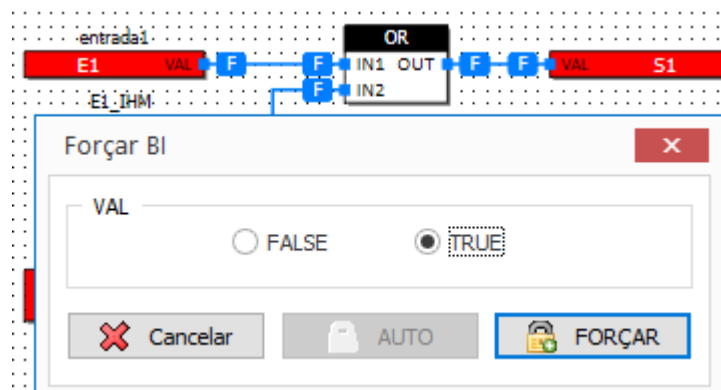 entrada1
OR
E1 VAL F F IN1 OUT F F VAL S1
F IN2
E1_IHM
Forçar BI
VAL
FALSE TRUE
Cancelar AUTO FORÇAR